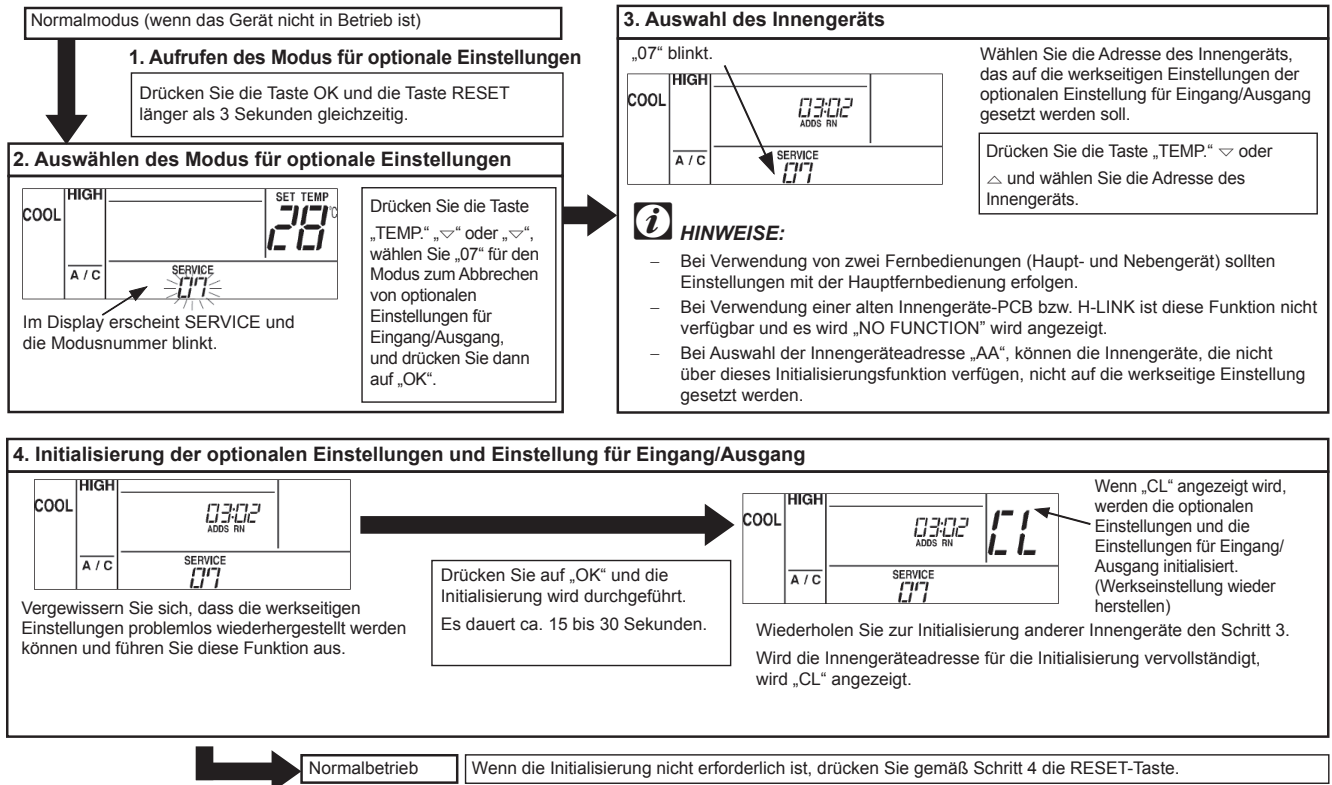 Normalmodus (wenn das Gerät nicht in Betrieb ist)
1. Aufrufen des Modus für optionale Einstellungen
Drücken Sie die Taste OK und die Taste RESET
länger als 3 Sekunden gleichzeitig.
2. Auswählen des Modus für optionale Einstellungen
COOL
HIGH
A / C
SET TEMP
28
°C
SERVICE
07
Im Display erscheint SERVICE und
die Modusnummer blinkt.
Drücken Sie die Taste
„TEMP.“ „▽“ oder „▽“,
wählen Sie „07“ für den
Modus zum Abbrechen
von optionalen
Einstellungen für
Eingang/Ausgang,
und drücken Sie dann
auf „OK“.
3. Auswahl des Innengeräts
„07“ blinkt.
COOL
HIGH
A / C
03:02
ADDS RN
SERVICE
07
Wählen Sie die Adresse des Innengeräts,
das auf die werkseitigen Einstellungen der
optionalen Einstellung für Eingang/Ausgang
gesetzt werden soll.
Drücken Sie die Taste „TEMP.“ ▽ oder
△ und wählen Sie die Adresse des
Innengeräts.
i HINWEISE:
– Bei Verwendung von zwei Fernbedienungen (Haupt- und Nebengerät) sollten
Einstellungen mit der Hauptfernbedienung erfolgen.
– Bei Verwendung einer alten Innengeräte-PCB bzw. H-LINK ist diese Funktion nicht
verfügbar und es wird „NO FUNCTION” wird angezeigt.
– Bei Auswahl der Innengeräteadresse „AA“, können die Innengeräte, die nicht
über dieses Initialisierungsfunktion verfügen, nicht auf die werkseitige Einstellung
gesetzt werden.
4. Initialisierung der optionalen Einstellungen und Einstellung für Eingang/Ausgang
COOL
HIGH
A / C
03:02
ADDS RN
SERVICE
07
Vergewissern Sie sich, dass die werkseitigen
Einstellungen problemlos wiederhergestellt werden
können und führen Sie diese Funktion aus.
Drücken Sie auf „OK“ und die
Initialisierung wird durchgeführt.
Es dauert ca. 15 bis 30 Sekunden.
COOL
HIGH
A / C
03:02
ADDS RN
CL
SERVICE
07
Wenn „CL“ angezeigt wird,
werden die optionalen
Einstellungen und die
Einstellungen für Eingang/
Ausgang initialisiert.
(Werkseinstellung wieder
herstellen)
Wiederholen Sie zur Initialisierung anderer Innengeräte den Schritt 3.
Wird die Innengeräteadresse für die Initialisierung vervollständigt,
wird „CL“ angezeigt.
Normalbetrieb
Wenn die Initialisierung nicht erforderlich ist, drücken Sie gemäß Schritt 4 die RESET-Taste.